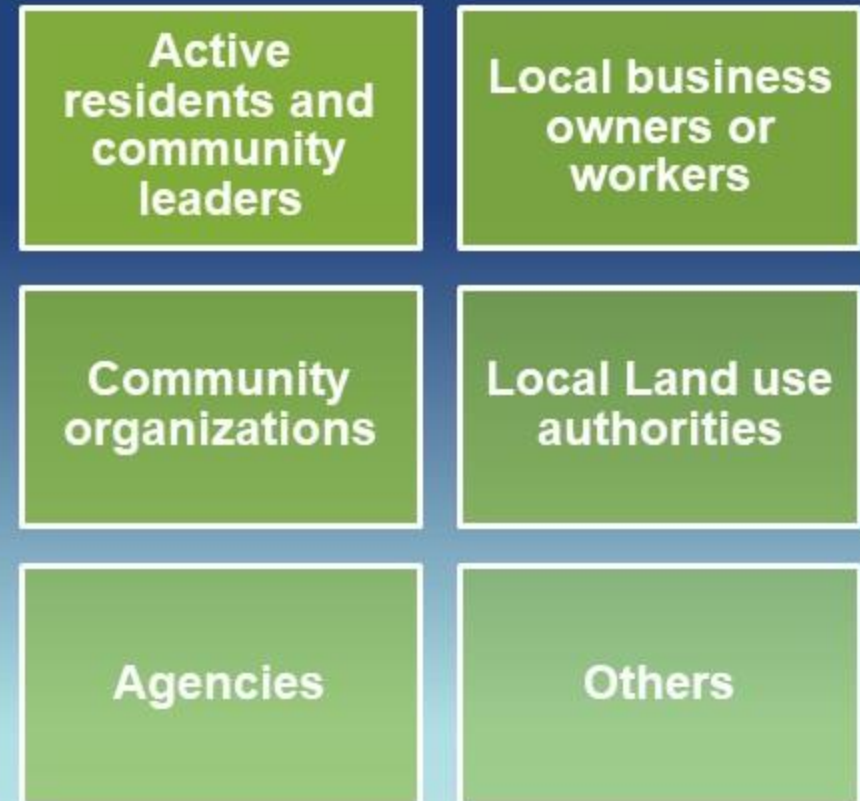 Active
residents and
community
leaders
Local business
owners or
workers
Community
organizations
Local Land use
authorities
Agencies
Others